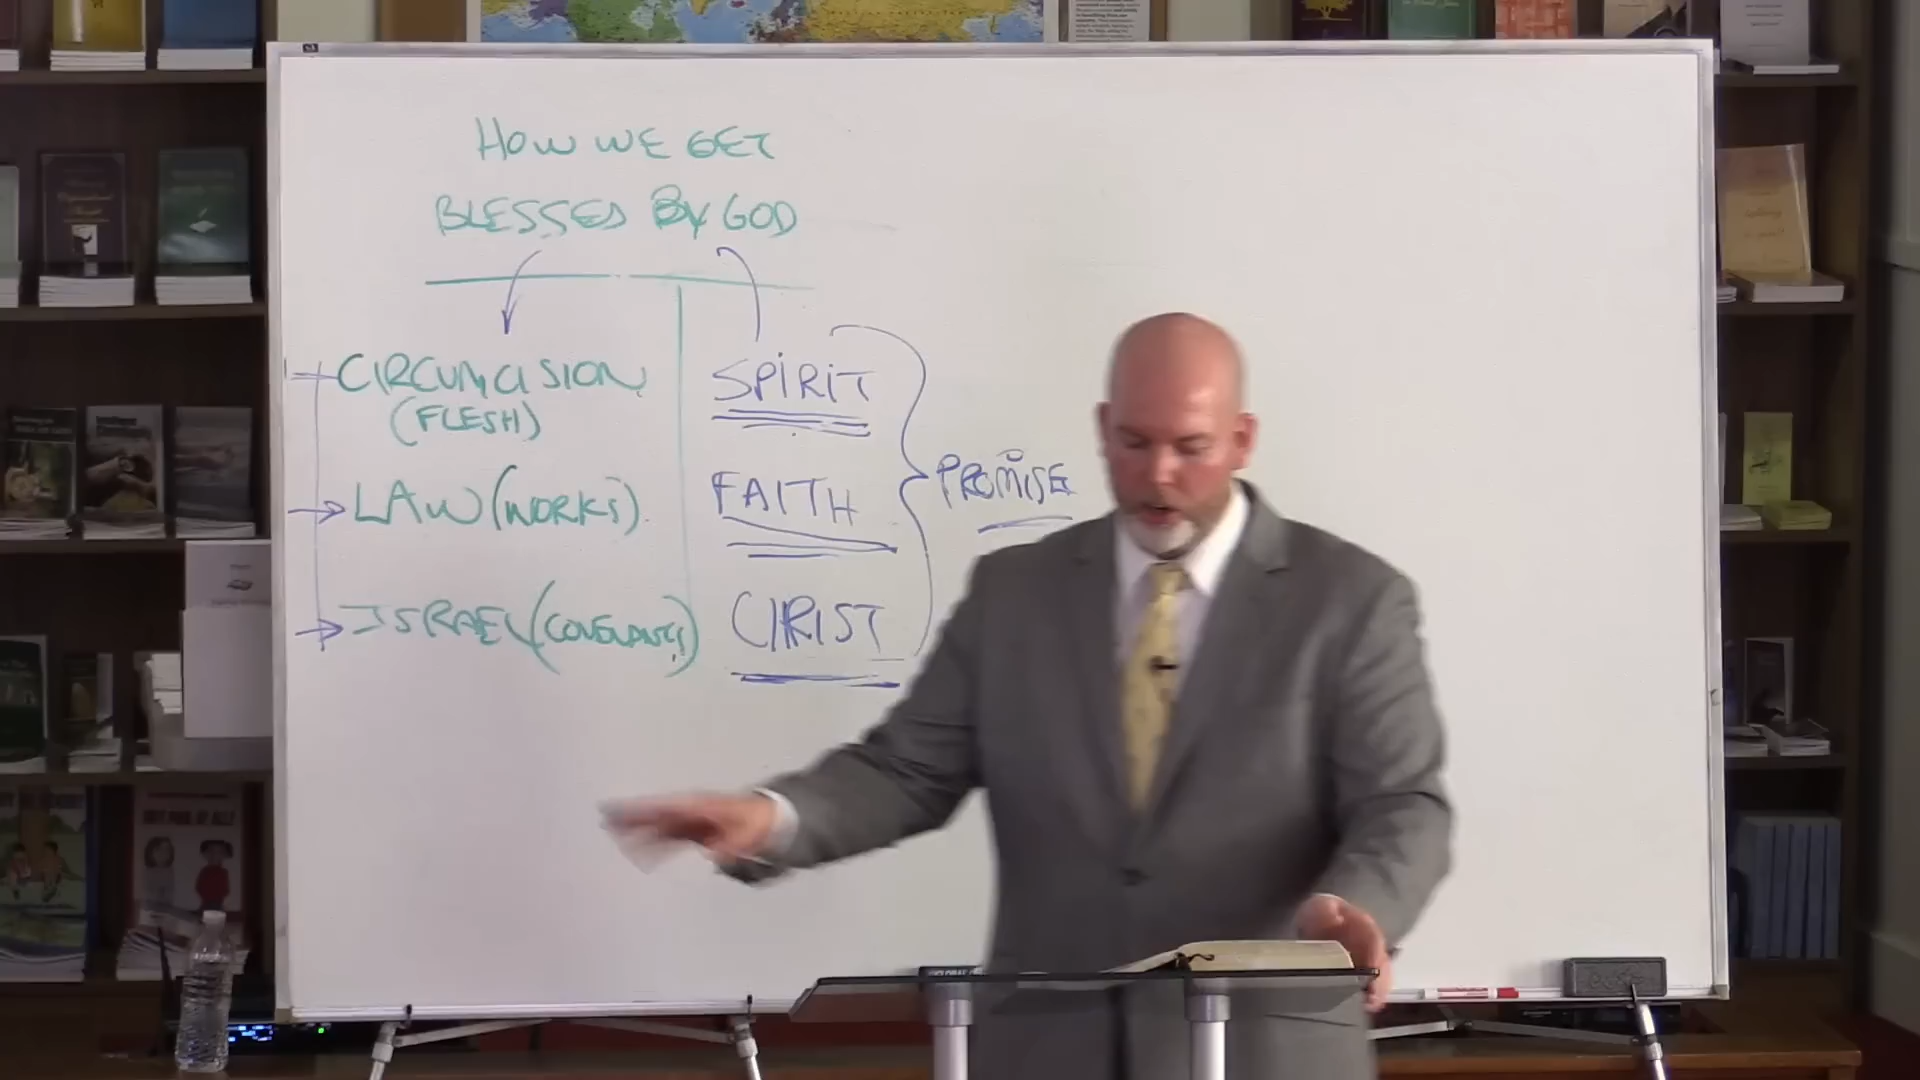 HOW WE GET
BLESSED BY GOD
CIRCUMCISION
(FLESH)
SPIRIT
LAW (WORKS)
FAITH
PROMISE
ISRAEL (COVENANTS)
CHRIST